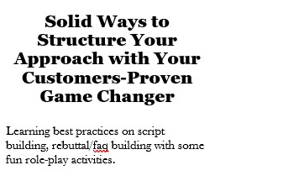 Solid Ways to
Structure Your
Approach with Your
Customers-Proven
Game Changer
Learning best practices on script
building, rebuttal/faq building with some
fun role-play activities.